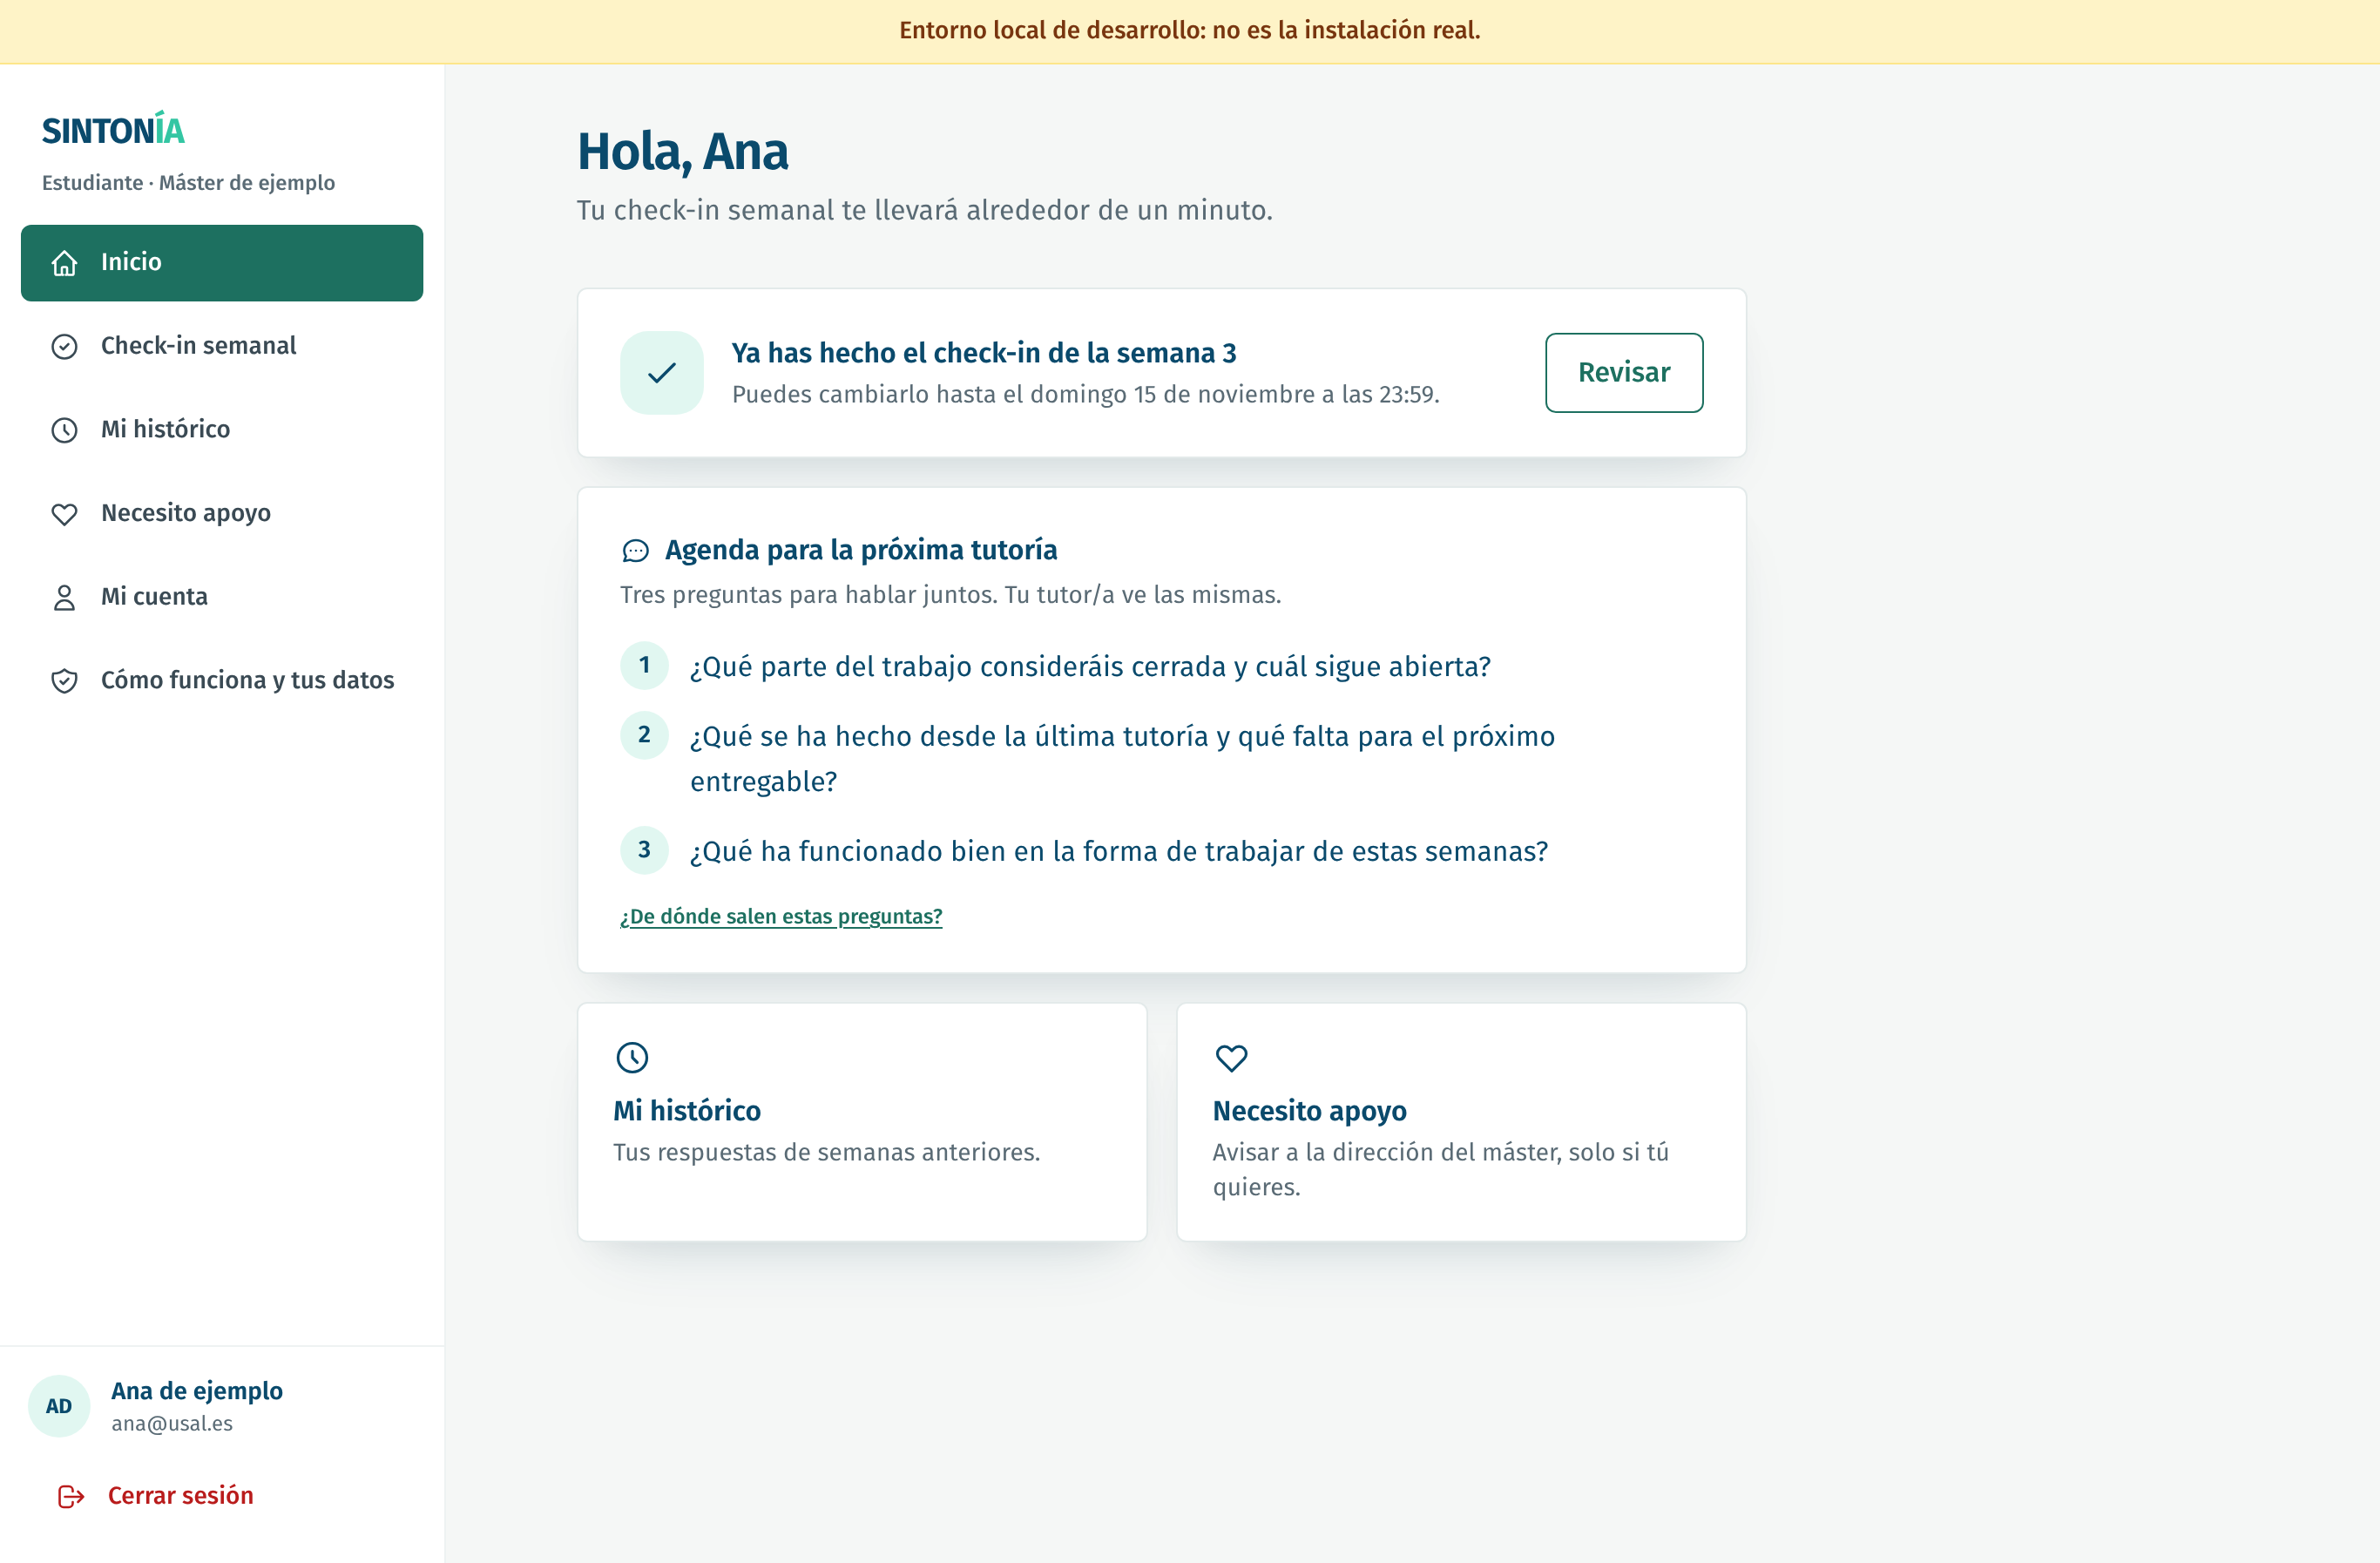 Entorno local de desarrollo: no es la instalación real.
SINTONÍA
Estudiante · Máster de ejemplo
Inicio
Check-in semanal
Mi histórico
Necesito apoyo
Mi cuenta
Cómo funciona y tus datos
Ana de ejemplo
AD
ana@usal.es
Cerrar sesión
Hola, Ana
Tu check-in semanal te llevará alrededor de un minuto.
Ya has hecho el check-in de la semana 3
Puedes cambiarlo hasta el domingo 15 de noviembre a las 23:59.
Revisar
Agenda para la próxima tutoría
Tres preguntas para hablar juntos. Tu tutor/a ve las mismas.
1 ¿Qué parte del trabajo consideráis cerrada y cuál sigue abierta?
2 ¿Qué se ha hecho desde la última tutoría y qué falta para el próximo
entregable?
3 ¿Qué ha funcionado bien en la forma de trabajar de estas semanas?
¿De dónde salen estas preguntas?
Mi histórico
Tus respuestas de semanas anteriores.
Necesito apoyo
Avisar a la dirección del máster, solo si tú
quieres.